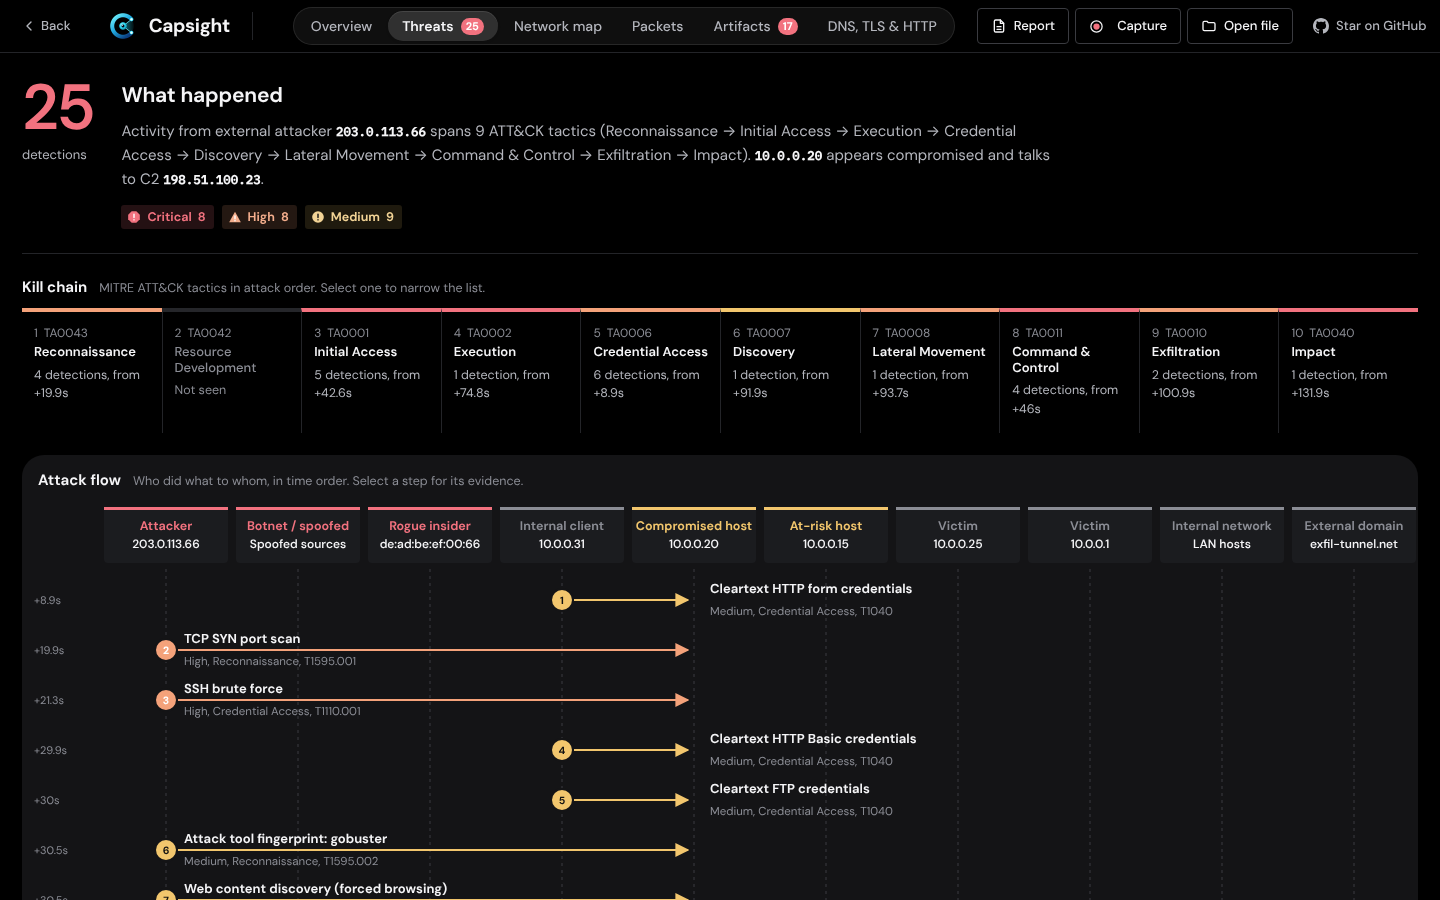 Back
Capsight
Overview
Threats 25
Network map
Packets
Artifacts 17
DNS, TLS & HTTP
Report
Capture
Open file
Star on GitHub
25
detections
What happened
Activity from external attacker 203.0.113.66 spans 9 ATT&CK tactics (Reconnaissance → Initial Access → Execution → Credential
Access → Discovery → Lateral Movement → Command & Control → Exfiltration → Impact). 10.0.0.20 appears compromised and talks
to C2 198.51.100.23.
Critical 8
High 8
Medium 9
Kill chain MITRE ATT&CK tactics in attack order. Select one to narrow the list.
1 TA0043
Reconnaissance
4 detections, from
+19.9s
2 TA0042
Resource
Development
Not seen
3 TA0001
Initial Access
5 detections, from
+42.6s
4 TA0002
Execution
1 detection, from
+74.8s
5 TA0006
Credential Access
6 detections, from
+8.9s
6 TA0007
Discovery
1 detection, from
+91.9s
7 TA0008
Lateral Movement
1 detection, from
+93.7s
8 TA0011
Command &
Control
4 detections, from
+46s
9 TA0010
Exfiltration
2 detections, from
+100.9s
10 TA0040
Impact
1 detection, from
+131.9s
Attack flow Who did what to whom, in time order. Select a step for its evidence.
Attacker
203.0.113.66
Botnet / spoofed
Spoofed sources
Rogue insider
de:ad:be:ef:00:66
Internal client
10.0.0.31
Compromised host
10.0.0.20
At-risk host
10.0.0.15
Victim
10.0.0.25
Victim
10.0.0.1
Internal network
LAN hosts
External domain
exfil-tunnel.net
+8.9s
1
Cleartext HTTP form credentials
Medium, Credential Access, T1040
+19.9s
2
TCP SYN port scan
High, Reconnaissance, T1595.001
+21.3s
3
SSH brute force
High, Credential Access, T1110.001
+29.9s
4
Cleartext HTTP Basic credentials
Medium, Credential Access, T1040
+30s
5
Cleartext FTP credentials
Medium, Credential Access, T1040
+30.5s
6
Attack tool fingerprint: gobuster
Medium, Reconnaissance, T1595.002
+30.5s
7
Web content discovery (forced browsing)